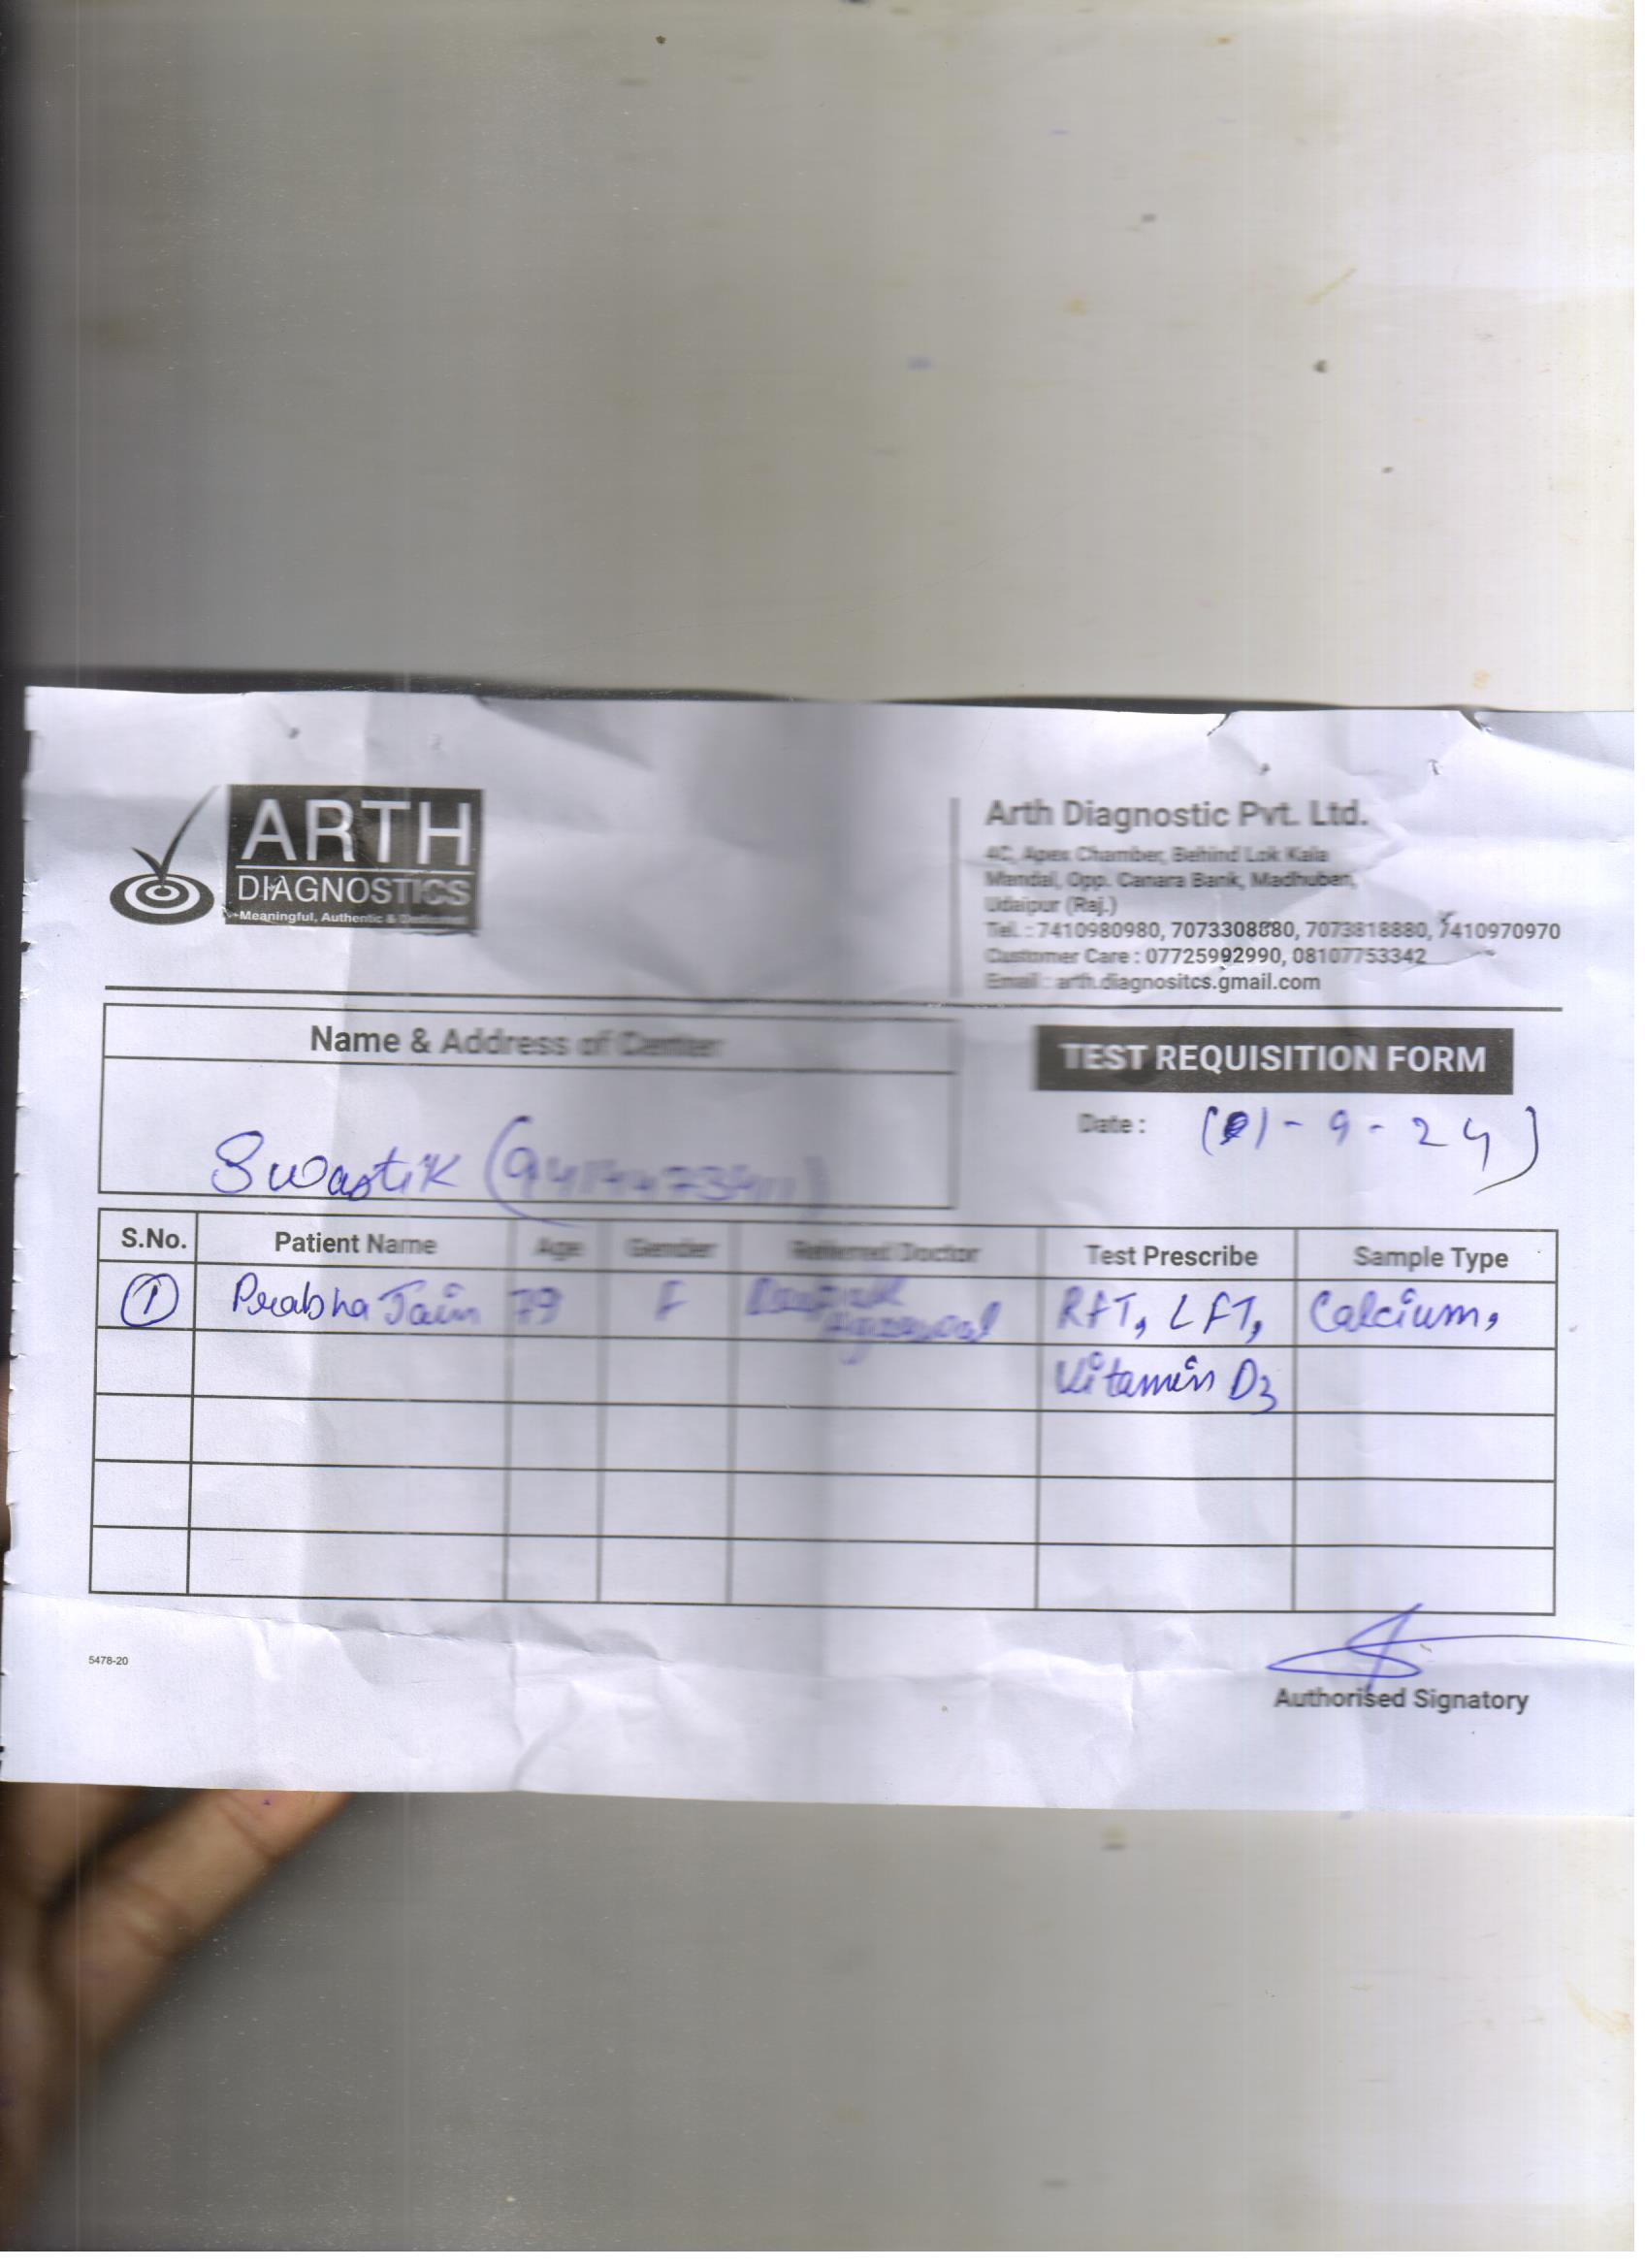 ARTH
DIAGNOSTICS
Meaningful, Authentic &
Arth Diagnostic Pvt. Ltd.
4C, Apex Chamber, Behind Lok Kala
Mandal, Opp. Canara Bank, Madhuban,
Udaipur (Raj.)
Tel. : 7410980980, 7073308880, 7073818880, 7410970970
Customer Care : 07725992990, 08107753342
Email : arth.diagnositcs.gmail.com
Name & Address of Center
TEST REQUISITION FORM
Date : (01-9-24)
Swastik
S.No. Patient Name Age Gender Referred Doctor Test Prescribe Sample Type
1 Prabha Jain 79 F RFT, LFT, Calcium,
Agrawal Vitamin D3
5478-20
Authorised Signatory